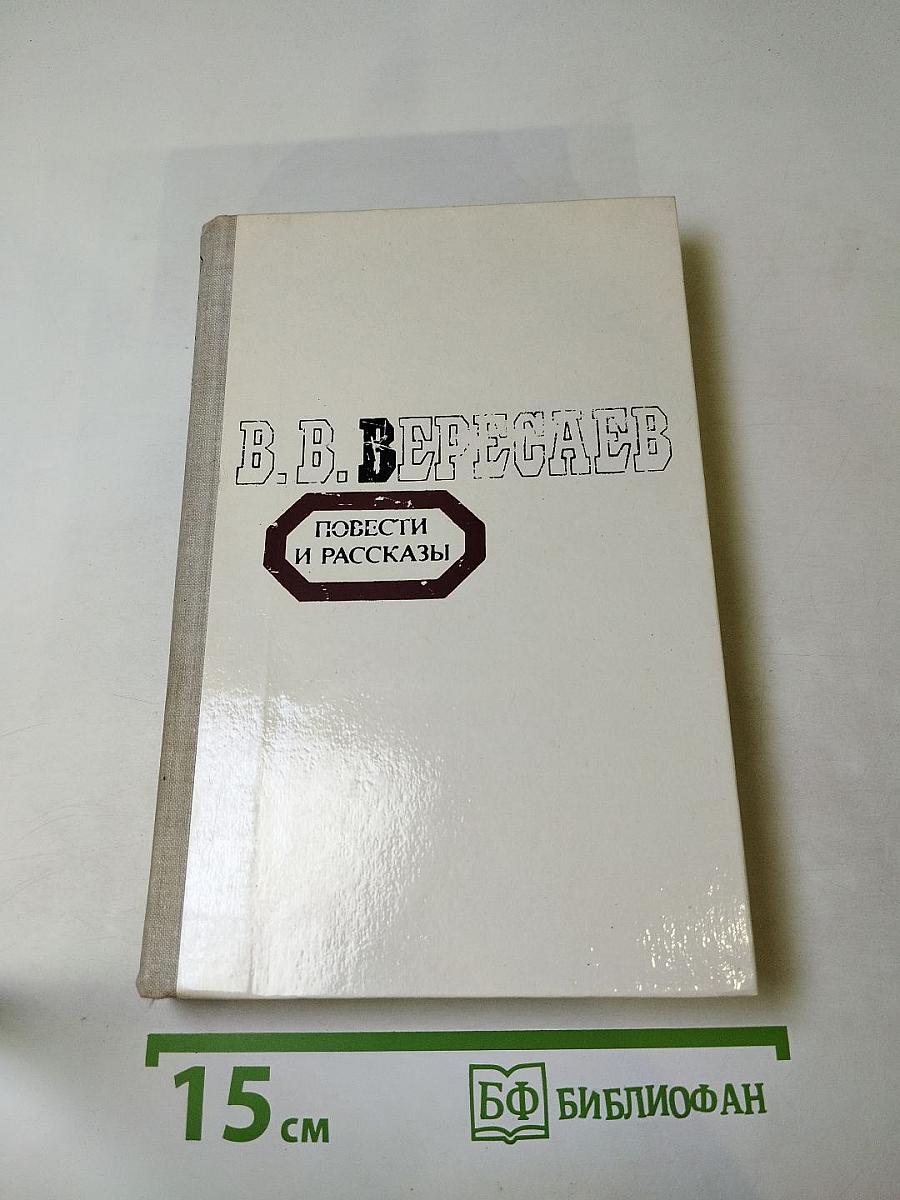 В. В. ВЕРЕСАЕВ
ПОВЕСТИ
И РАССКАЗЫ
15 см
БФ БИБЛИОФАН